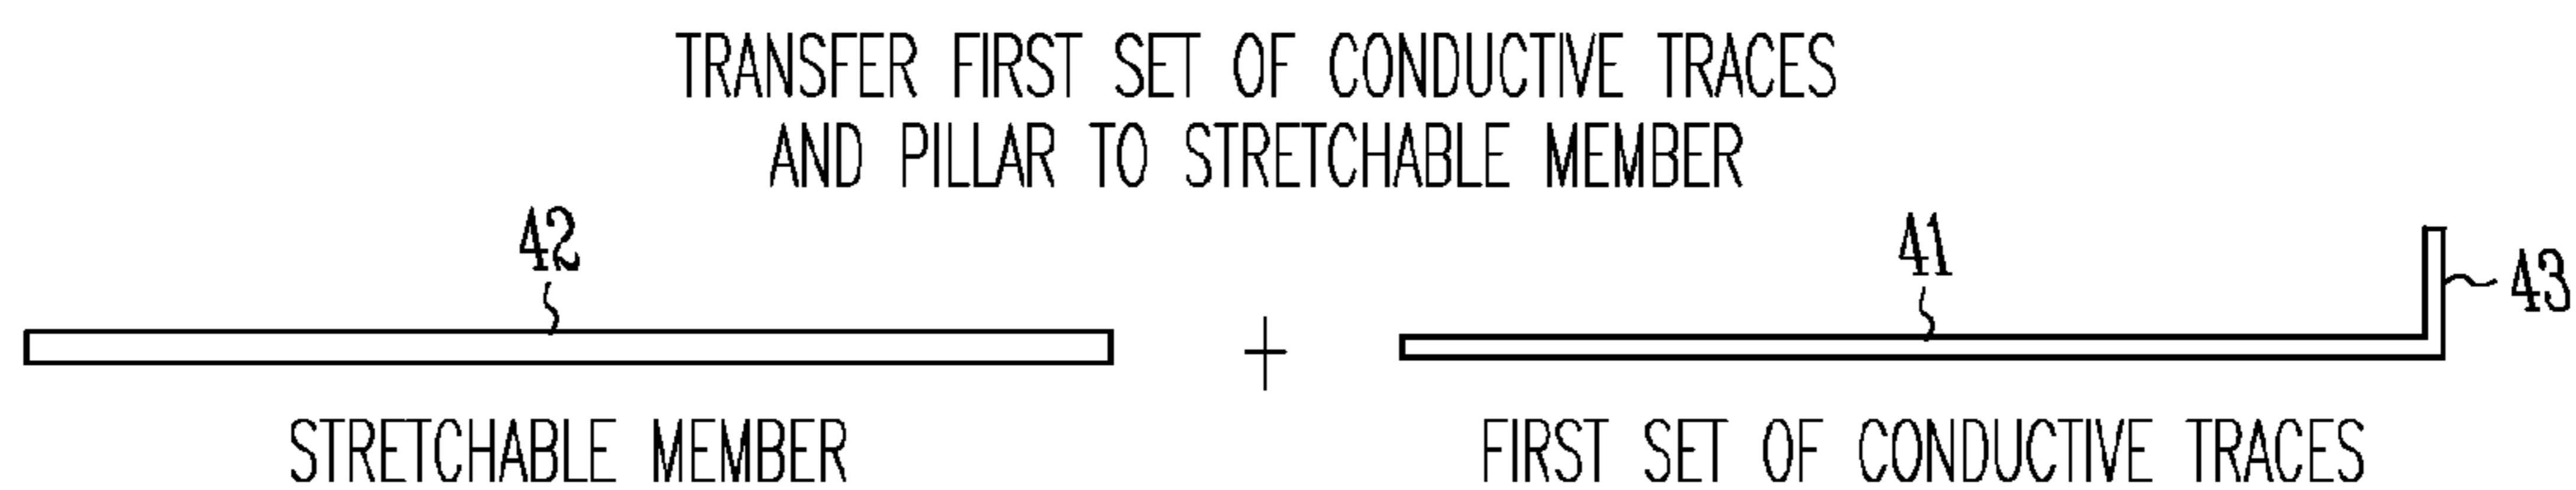 TRANSFER FIRST SET OF CONDUCTIVE TRACES
AND PILLAR TO STRETCHABLE MEMBER
42
41
43
+
STRETCHABLE MEMBER
FIRST SET OF CONDUCTIVE TRACES